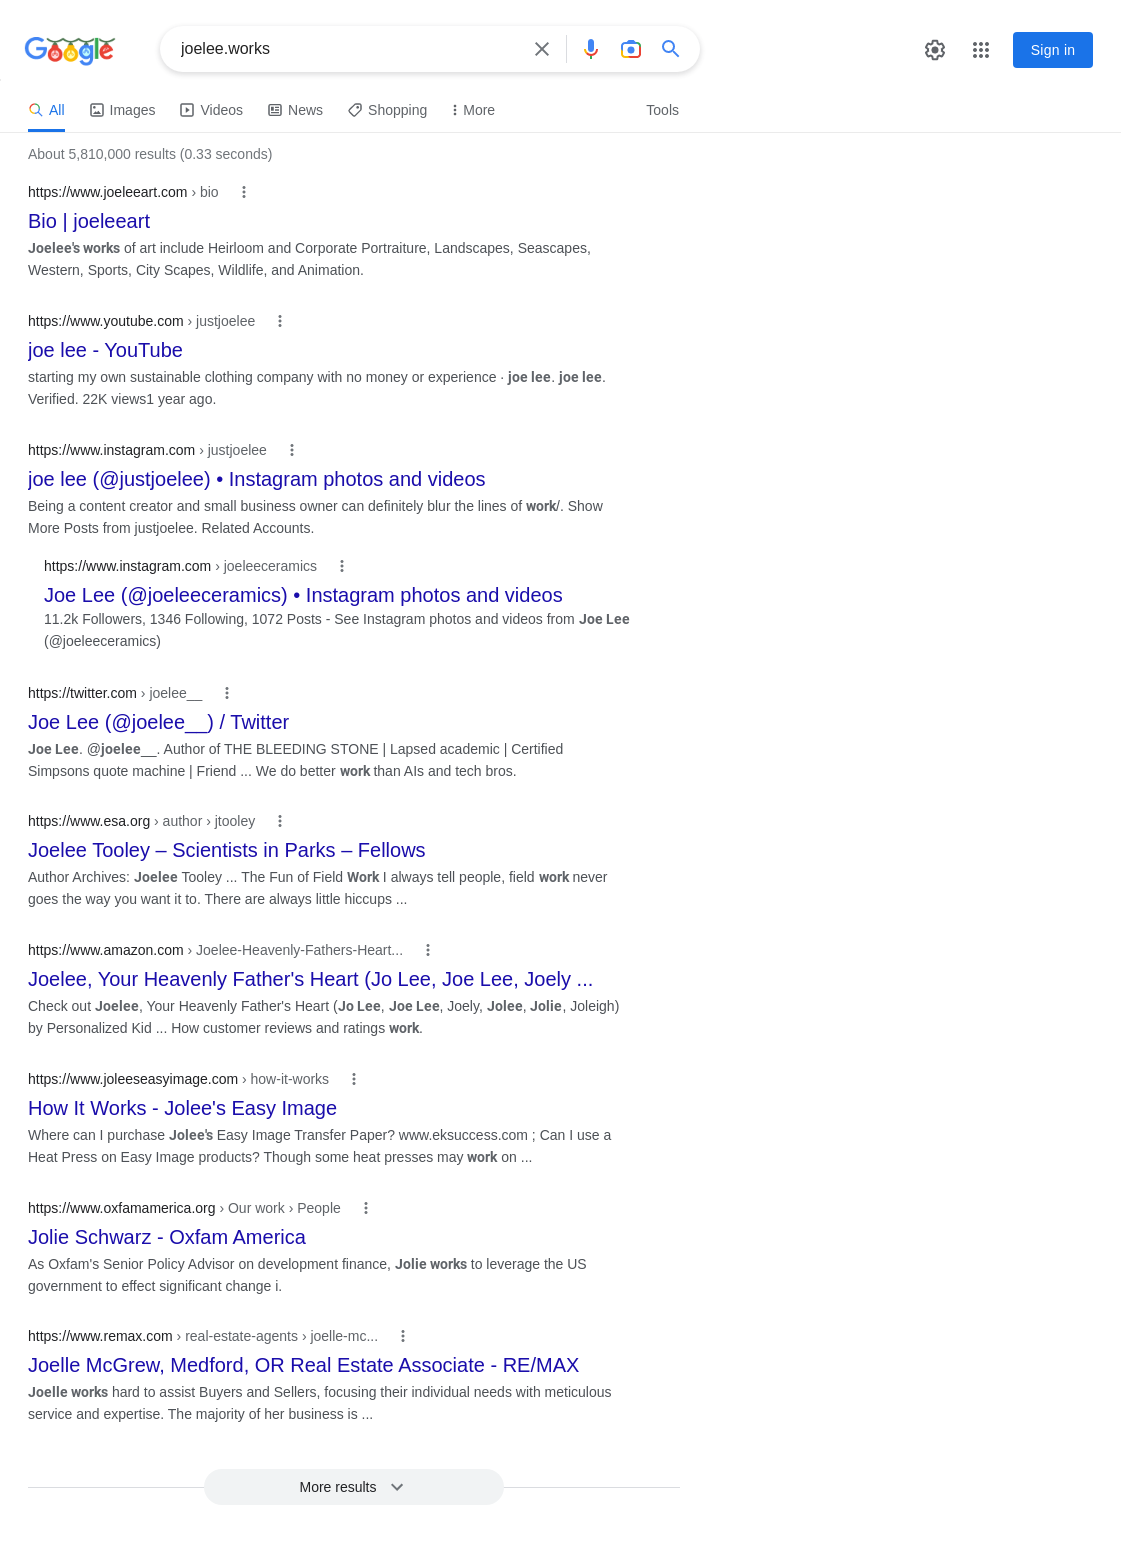 Google
joelee.works
Sign in
All
Images
Videos
News
Shopping
More
Tools
About 5,810,000 results (0.33 seconds)
https://www.joeleeart.com › bio
Bio | joeleeart
Joelee's works of art include Heirloom and Corporate Portraiture, Landscapes, Seascapes,
Western, Sports, City Scapes, Wildlife, and Animation.
https://www.youtube.com › justjoelee
joe lee - YouTube
starting my own sustainable clothing company with no money or experience · joe lee. joe lee.
Verified. 22K views1 year ago.
https://www.instagram.com › justjoelee
joe lee (@justjoelee) • Instagram photos and videos
Being a content creator and small business owner can definitely blur the lines of work/. Show
More Posts from justjoelee. Related Accounts.
https://www.instagram.com › joeleeceramics
Joe Lee (@joeleeceramics) • Instagram photos and videos
11.2k Followers, 1346 Following, 1072 Posts - See Instagram photos and videos from Joe Lee
(@joeleeceramics)
https://twitter.com › joelee__
Joe Lee (@joelee__) / Twitter
Joe Lee. @joelee__. Author of THE BLEEDING STONE | Lapsed academic | Certified
Simpsons quote machine | Friend ... We do better work than AIs and tech bros.
https://www.esa.org › author › jtooley
Joelee Tooley – Scientists in Parks – Fellows
Author Archives: Joelee Tooley ... The Fun of Field Work I always tell people, field work never
goes the way you want it to. There are always little hiccups ...
https://www.amazon.com › Joelee-Heavenly-Fathers-Heart...
Joelee, Your Heavenly Father's Heart (Jo Lee, Joe Lee, Joely ...
Check out Joelee, Your Heavenly Father's Heart (Jo Lee, Joe Lee, Joely, Jolee, Jolie, Joleigh)
by Personalized Kid ... How customer reviews and ratings work.
https://www.joleeseasyimage.com › how-it-works
How It Works - Jolee's Easy Image
Where can I purchase Jolee's Easy Image Transfer Paper? www.eksuccess.com ; Can I use a
Heat Press on Easy Image products? Though some heat presses may work on ...
https://www.oxfamamerica.org › Our work › People
Jolie Schwarz - Oxfam America
As Oxfam's Senior Policy Advisor on development finance, Jolie works to leverage the US
government to effect significant change i.
https://www.remax.com › real-estate-agents › joelle-mc...
Joelle McGrew, Medford, OR Real Estate Associate - RE/MAX
Joelle works hard to assist Buyers and Sellers, focusing their individual needs with meticulous
service and expertise. The majority of her business is ...
More results